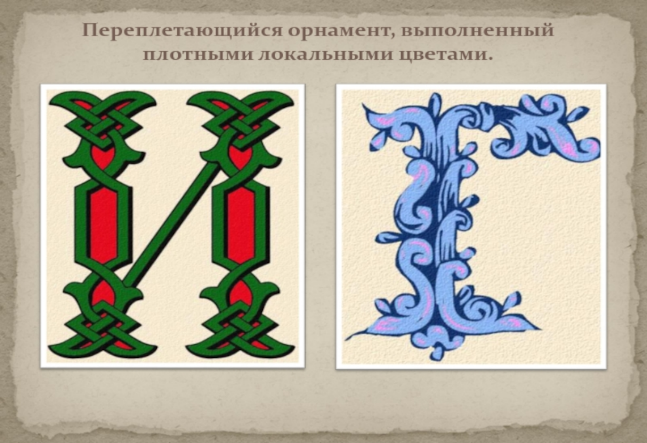 Переплетающийся орнамент, выполненный
плотными локальными цветами.
И Г